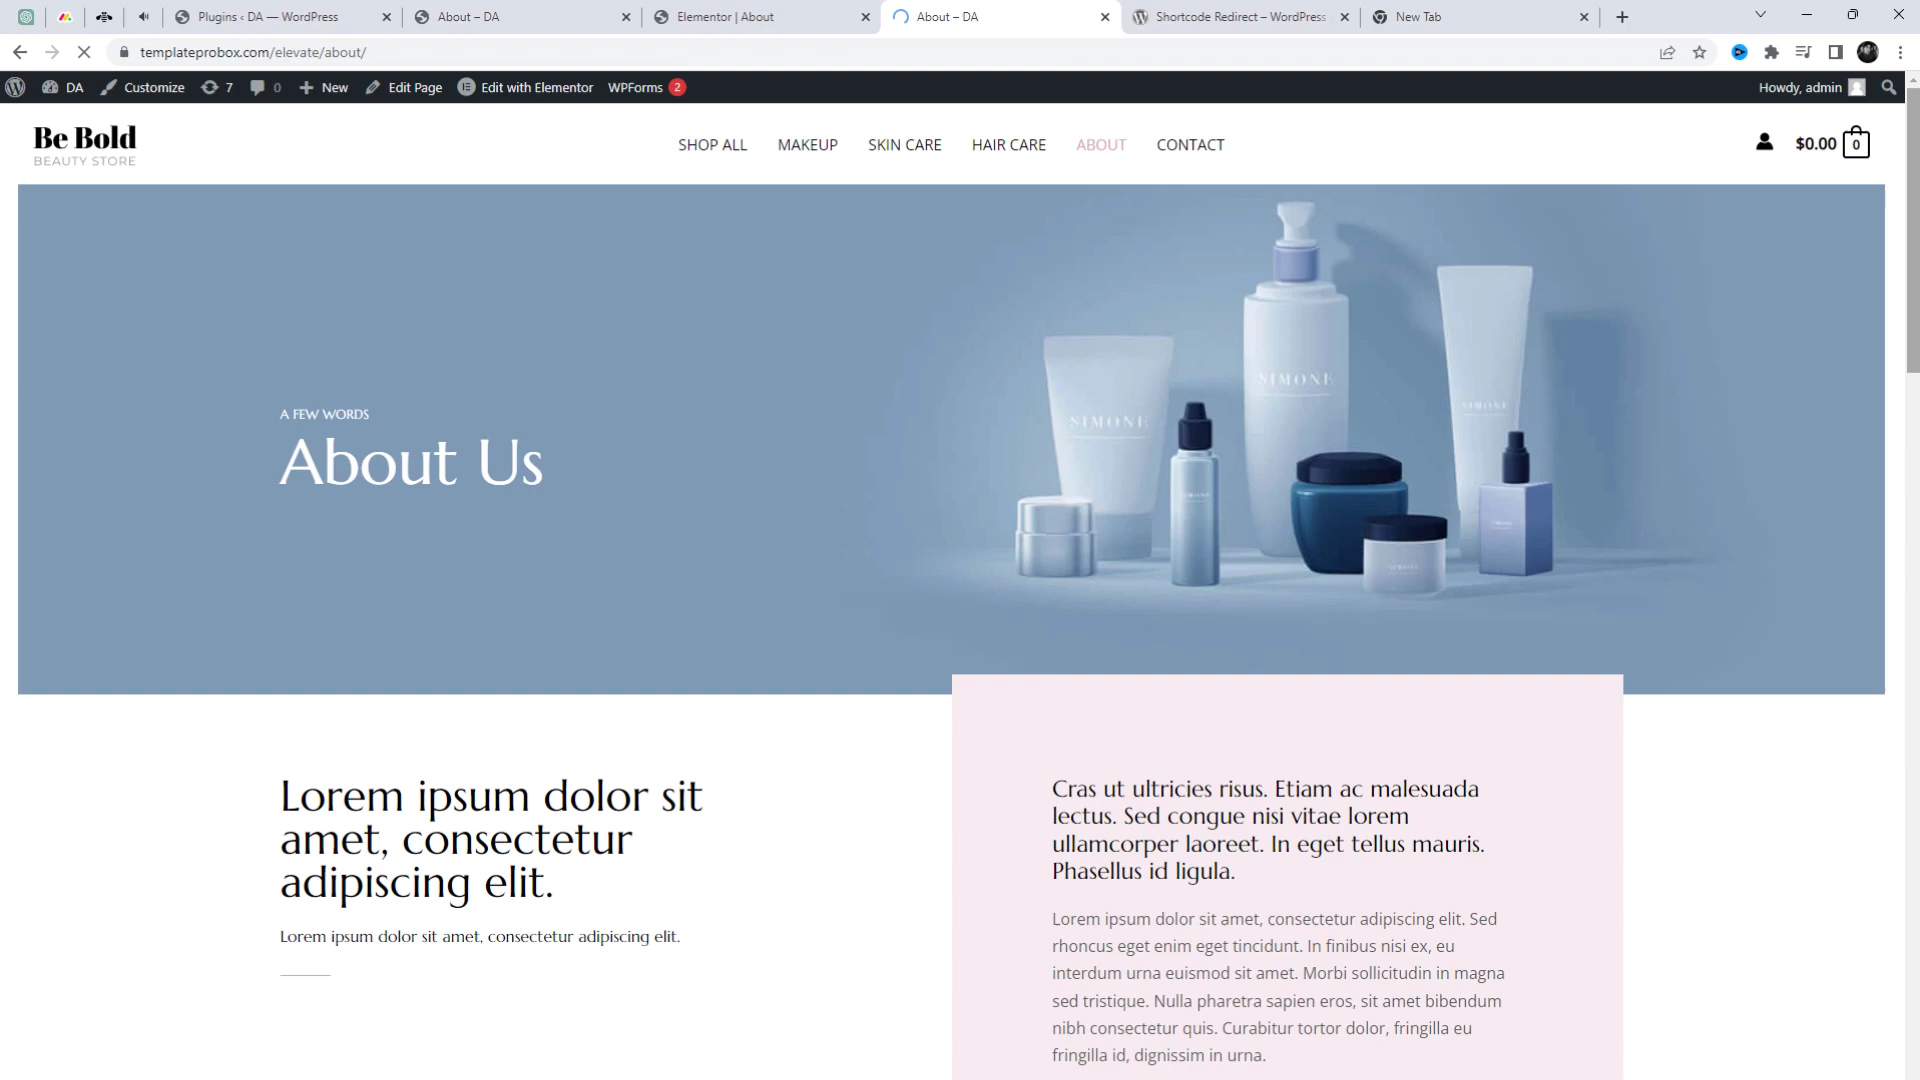 Plugins ‹ DA — WordPress
About – DA
Elementor | About
About – DA
Shortcode Redirect – WordPress
New Tab
templateprobox.com/elevate/about/
DA
Customize
7
0
New
Edit Page
Edit with Elementor
WPForms 2
Howdy, admin
Be Bold
BEAUTY STORE
SHOP ALL
MAKEUP
SKIN CARE
HAIR CARE
ABOUT
CONTACT
$0.00
0
SIMONE
SIMONE
SIMONE
A FEW WORDS
About Us
Lorem ipsum dolor sit
amet, consectetur
adipiscing elit.
Lorem ipsum dolor sit amet, consectetur adipiscing elit.
Cras ut ultricies risus. Etiam ac malesuada
lectus. Sed congue nisi vitae lorem
ullamcorper laoreet. In eget tellus mauris.
Phasellus id ligula.
Lorem ipsum dolor sit amet, consectetur adipiscing elit. Sed
rhoncus eget enim eget tincidunt. In finibus nisi ex, eu
interdum urna euismod sit amet. Morbi sollicitudin in magna
sed tristique. Nulla pharetra sapien eros, sit amet bibendum
nibh consectetur quis. Curabitur tortor dolor, fringilla eu
fringilla id, dignissim in urna.